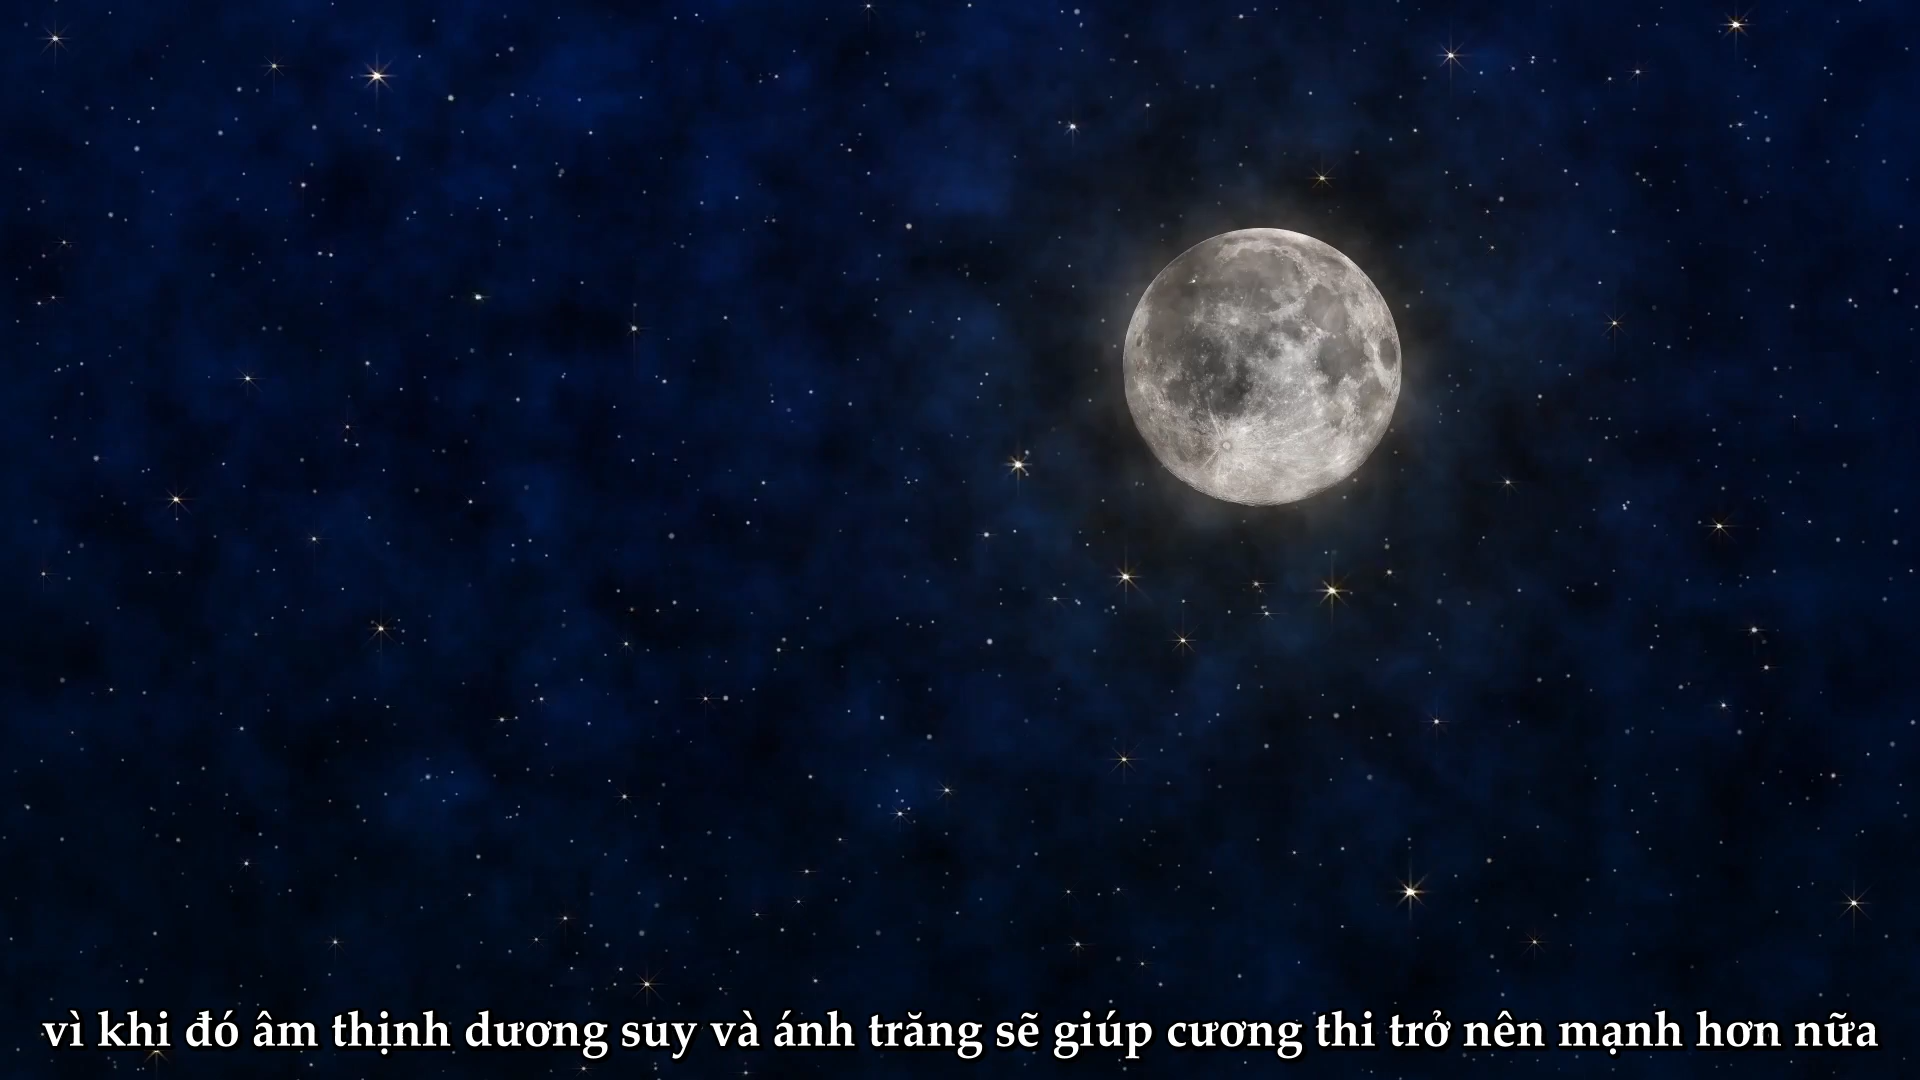 vì khi đó âm thịnh dương suy và ánh trăng sẽ giúp cương thi trở nên mạnh hơn nữa